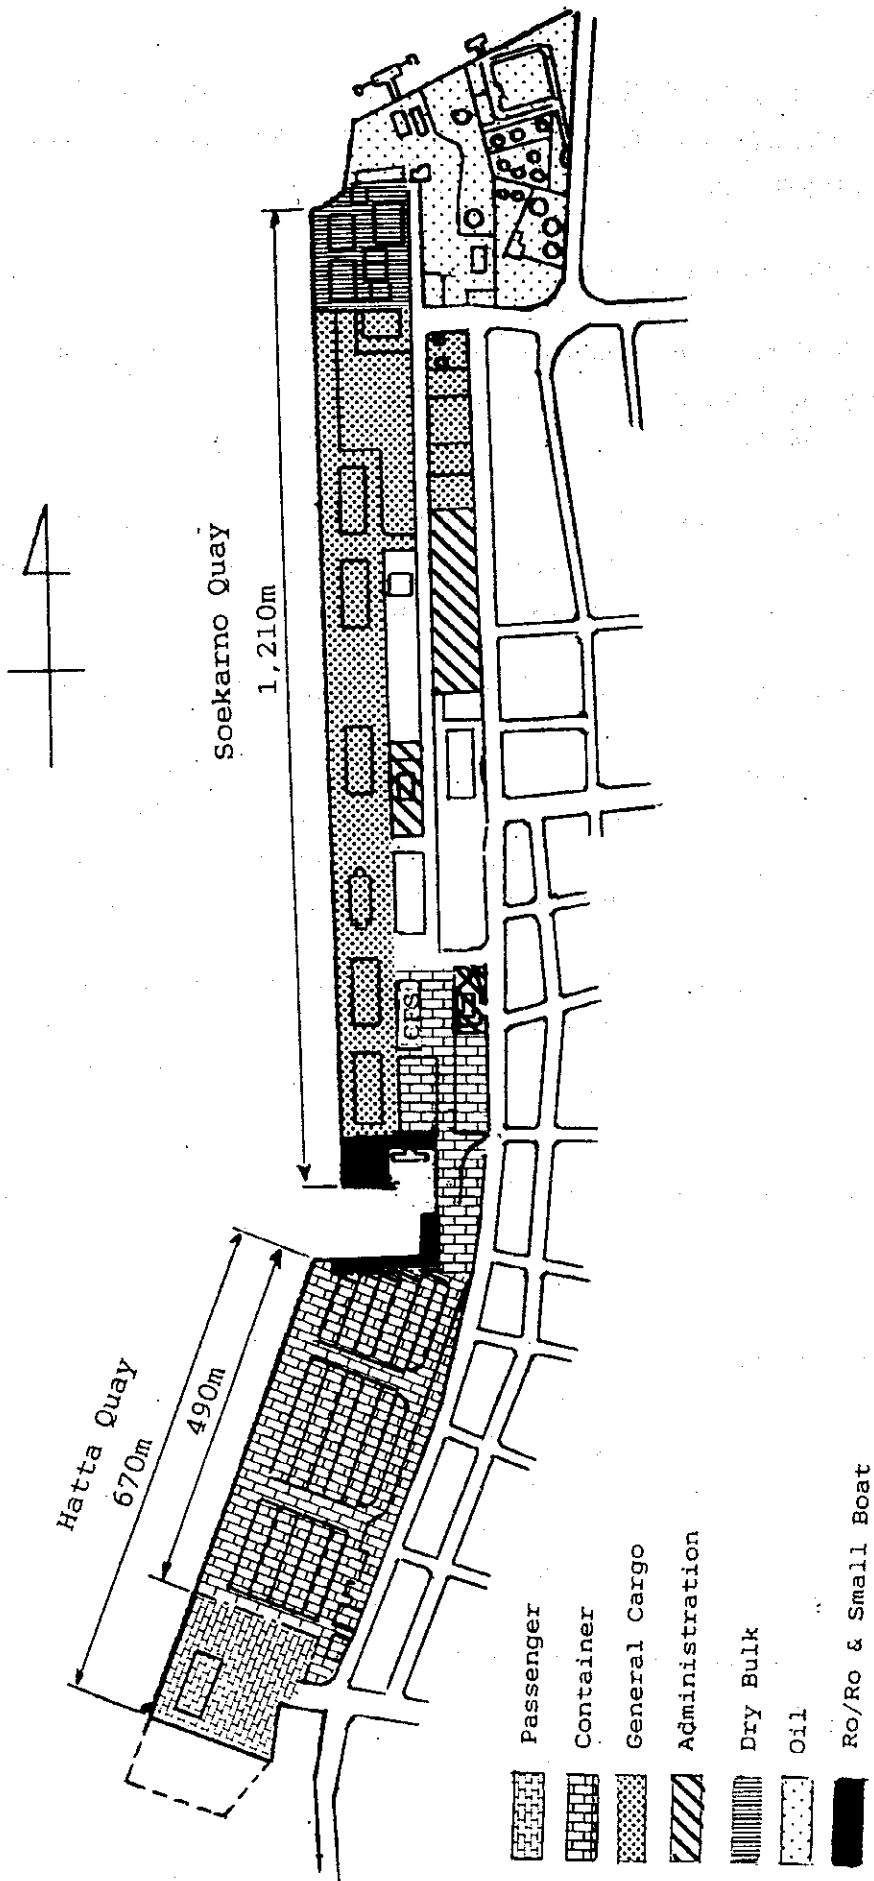 Soekarno Quay
1,210m
Hatta Quay
670m
490m
CFS
Passenger
Container
General Cargo
Administration
Dry Bulk
Oil
Ro/Ro & Small Boat